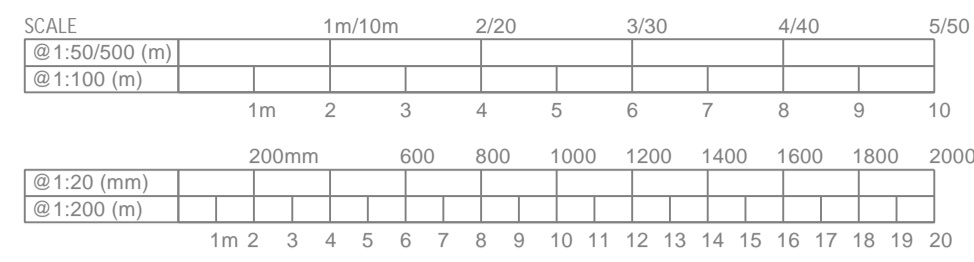 SCALE 1m/10m 2/20 3/30 4/40 5/50
@1:50/500 (m)
@1:100 (m)
1m 2 3 4 5 6 7 8 9 10
200mm 600 800 1000 1200 1400 1600 1800 2000
@1:20 (mm)
@1:200 (m)
1m 2 3 4 5 6 7 8 9 10 11 12 13 14 15 16 17 18 19 20